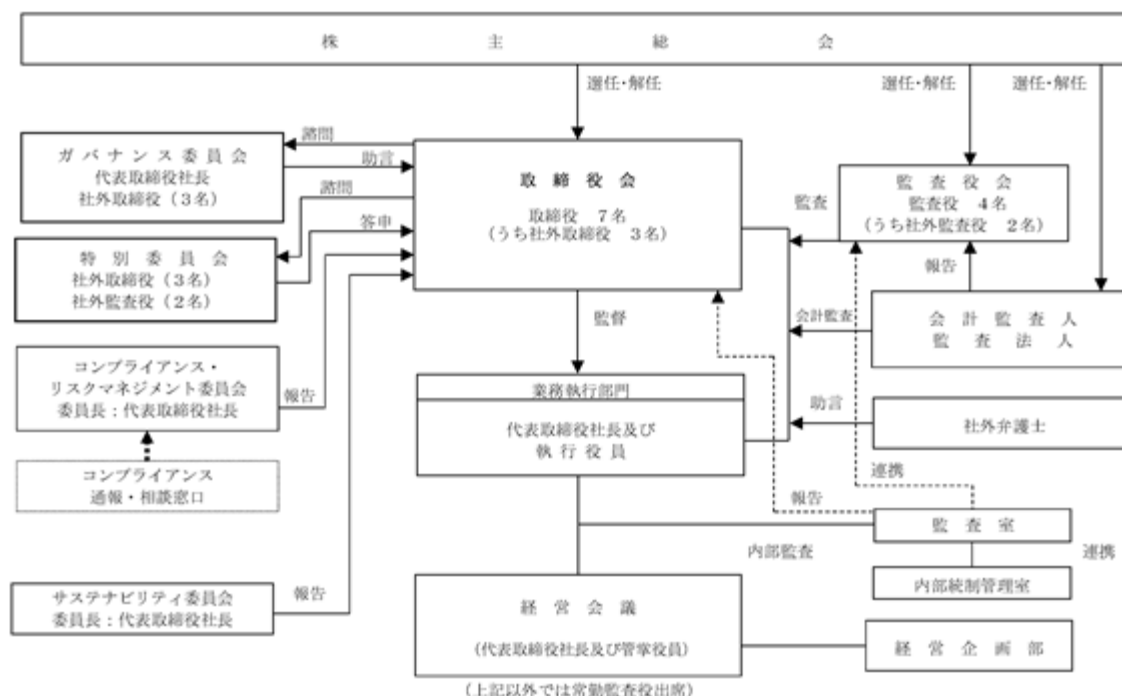 株主総会
選任・解任
選任・解任
選任・解任
諮問
ガバナンス委員会
代表取締役社長
社外取締役（３名）
助言
諮問
答申
取締役会
取締役　７名
（うち社外取締役　３名）
監査
監査役会
監査役　４名
（うち社外監査役　２名）
特別委員会
社外取締役（３名）
社外監査役（２名）
報告
会計監査人
監査法人
会計監査
監督
コンプライアンス・
リスクマネジメント委員会
委員長：代表取締役社長
報告
業務執行部門
代表取締役社長及び
執行役員
助言
社外弁護士
コンプライアンス
通報・相談窓口
連携
報告
監査室
内部監査
連携
内部統制管理室
サステナビリティ委員会
委員長：代表取締役社長
報告
経営会議
（代表取締役社長及び管掌役員）
経営企画部
（上記以外では常勤監査役出席）